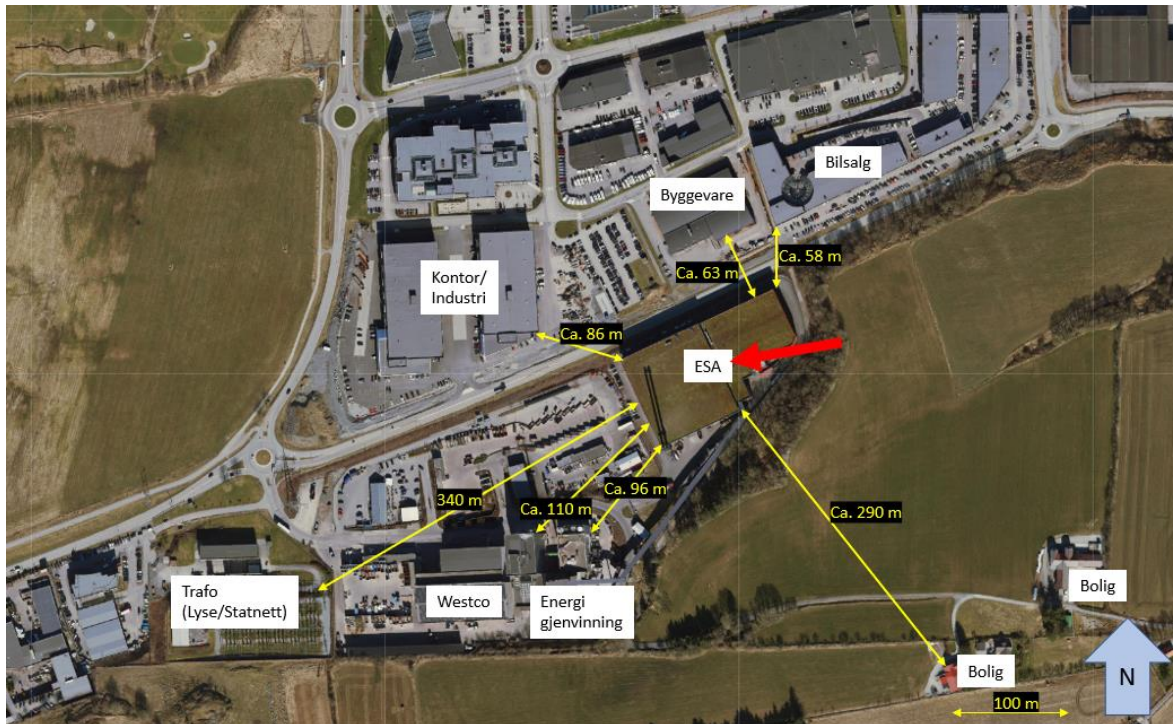 Bilsalg
Byggevare
Ca. 58 m
Ca. 63 m
Kontor/
Industri
Ca. 86 m
ESA
Ca. 96 m
340 m
Ca. 110 m
Ca. 290 m
Trafo
(Lyse/Statnett)
Westco
Energi
gjenvinning
Bolig
Bolig
N
100 m